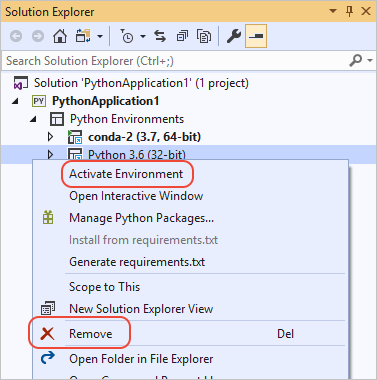 Solution Explorer
Search Solution Explorer (Ctrl+;)
Solution 'PythonApplication1' (1 project)
PY PythonApplication1
Python Environments
conda-2 (3.7, 64-bit)
Python 3.6 (32-bit)
Activate Environment
Open Interactive Window
Manage Python Packages...
Install from requirements.txt
Generate requirements.txt
Scope to This
New Solution Explorer View
Remove Del
Open Folder in File Explorer